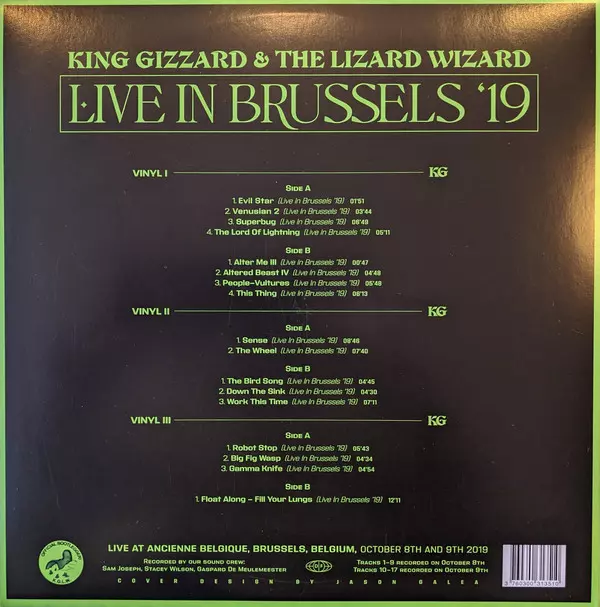 KING GIZZARD & THE LIZARD WIZARD
LIVE IN BRUSSELS '19
VINYL I KG
SIDE A
1. Evil Star (Live In Brussels '19) 01'51
2. Venusian 2 (Live In Brussels '19) 03'44
3. Superbug (Live In Brussels '19) 06'49
4. The Lord Of Lightning (Live In Brussels '19) 05'11
SIDE B
1. Alter Me III (Live In Brussels '19) 00'47
2. Altered Beast IV (Live In Brussels '19) 04'48
3. People-Vultures (Live In Brussels '19) 05'48
4. This Thing (Live In Brussels '19) 06'13
VINYL II KG
SIDE A
1. Sense (Live In Brussels '19) 08'46
2. The Wheel (Live In Brussels '19) 07'40
SIDE B
1. The Bird Song (Live In Brussels '19) 04'45
2. Down The Sink (Live In Brussels '19) 04'30
3. Work This Time (Live In Brussels '19) 07'11
VINYL III KG
SIDE A
1. Robot Stop (Live In Brussels '19) 05'43
2. Big Fig Wasp (Live In Brussels '19) 04'34
3. Gamma Knife (Live In Brussels '19) 04'54
SIDE B
1. Float Along – Fill Your Lungs (Live In Brussels '19) 12'11
LIVE AT ANCIENNE BELGIQUE, BRUSSELS, BELGIUM, OCTOBER 8TH AND 9TH 2019
RECORDED BY OUR SOUND CREW:
SAM JOSEPH, STACEY WILSON, GASPARD DE MEULEMEESTER
TRACKS 1-9 RECORDED ON OCTOBER 8TH
TRACKS 10-17 RECORDED ON OCTOBER 9TH
COVER DESIGN BY JASON GALEA
OFFICIAL BOOTLEGGER
3 760300 313510